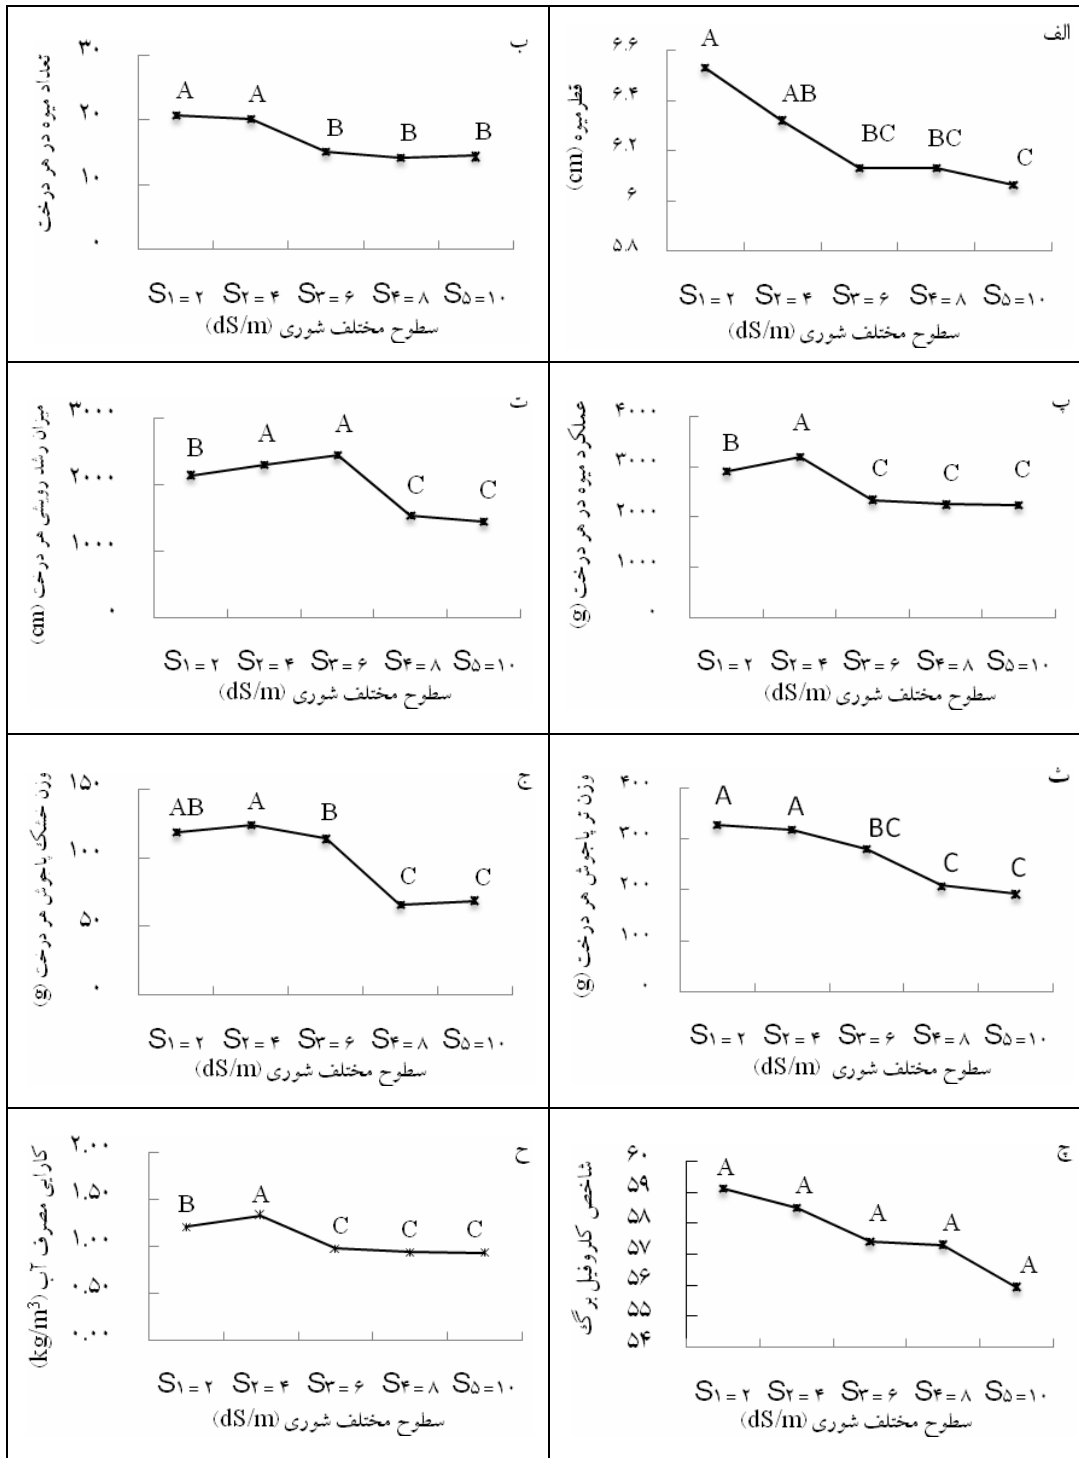 الف
قطر میوه (cm)
۶.۶
۶.۴
۶.۲
۶
۵.۸
A
AB
BC
BC
C
S۱ = ۲ S۲ = ۴ S۳ = ۶ S۴ = ۸ S۵ = ۱۰
سطوح مختلف شوری (dS/m)
ب
تعداد میوه در هر درخت
۳۰
۲۰
۱۰
۰
A
A
B
B
B
S۱ = ۲ S۲ = ۴ S۳ = ۶ S۴ = ۸ S۵ = ۱۰
سطوح مختلف شوری (dS/m)
پ
عملکرد میوه در هر درخت (g)
۴۰۰۰
۳۰۰۰
۲۰۰۰
۱۰۰۰
۰
B
A
C
C
C
S۱ = ۲ S۲ = ۴ S۳ = ۶ S۴ = ۸ S۵ = ۱۰
سطوح مختلف شوری (dS/m)
ت
میزان رشد رویشی هر درخت (cm)
۳۰۰۰
۲۰۰۰
۱۰۰۰
۰
B
A
A
C
C
S۱ = ۲ S۲ = ۴ S۳ = ۶ S۴ = ۸ S۵ = ۱۰
سطوح مختلف شوری (dS/m)
ث
وزن تر پاجوش هر درخت (g)
۴۰۰
۳۰۰
۲۰۰
۱۰۰
۰
A
A
BC
C
C
S۱ = ۲ S۲ = ۴ S۳ = ۶ S۴ = ۸ S۵ = ۱۰
سطوح مختلف شوری (dS/m)
ج
وزن خشک پاجوش هر درخت (g)
۱۵۰
۱۰۰
۵۰
۰
AB
A
B
C
C
S۱ = ۲ S۲ = ۴ S۳ = ۶ S۴ = ۸ S۵ = ۱۰
سطوح مختلف شوری (dS/m)
چ
شاخص کلروفیل برگ
۶۰
۵۹
۵۸
۵۷
۵۶
۵۵
۵۴
A
A
A
A
A
S۱ = ۲ S۲ = ۴ S۳ = ۶ S۴ = ۸ S۵ = ۱۰
سطوح مختلف شوری (dS/m)
ح
کارایی مصرف آب (kg/m³)
۲.۰۰
۱.۵۰
۱.۰۰
۰.۵۰
۰.۰۰
B
A
C
C
C
S۱ = ۲ S۲ = ۴ S۳ = ۶ S۴ = ۸ S۵ = ۱۰
سطوح مختلف شوری (dS/m)